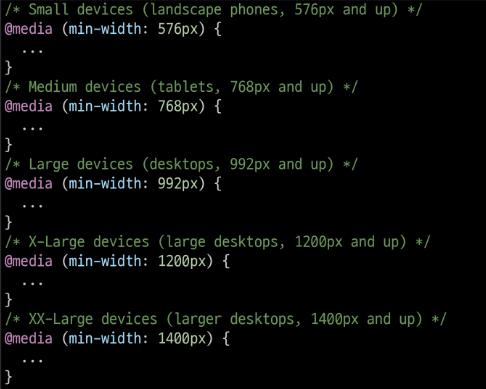 /* Small devices (landscape phones, 576px and up) */
@media (min-width: 576px) {
  ...
}
/* Medium devices (tablets, 768px and up) */
@media (min-width: 768px) {
  ...
}
/* Large devices (desktops, 992px and up) */
@media (min-width: 992px) {
  ...
}
/* X-Large devices (large desktops, 1200px and up) */
@media (min-width: 1200px) {
  ...
}
/* XX-Large devices (larger desktops, 1400px and up) */
@media (min-width: 1400px) {
  ...
}